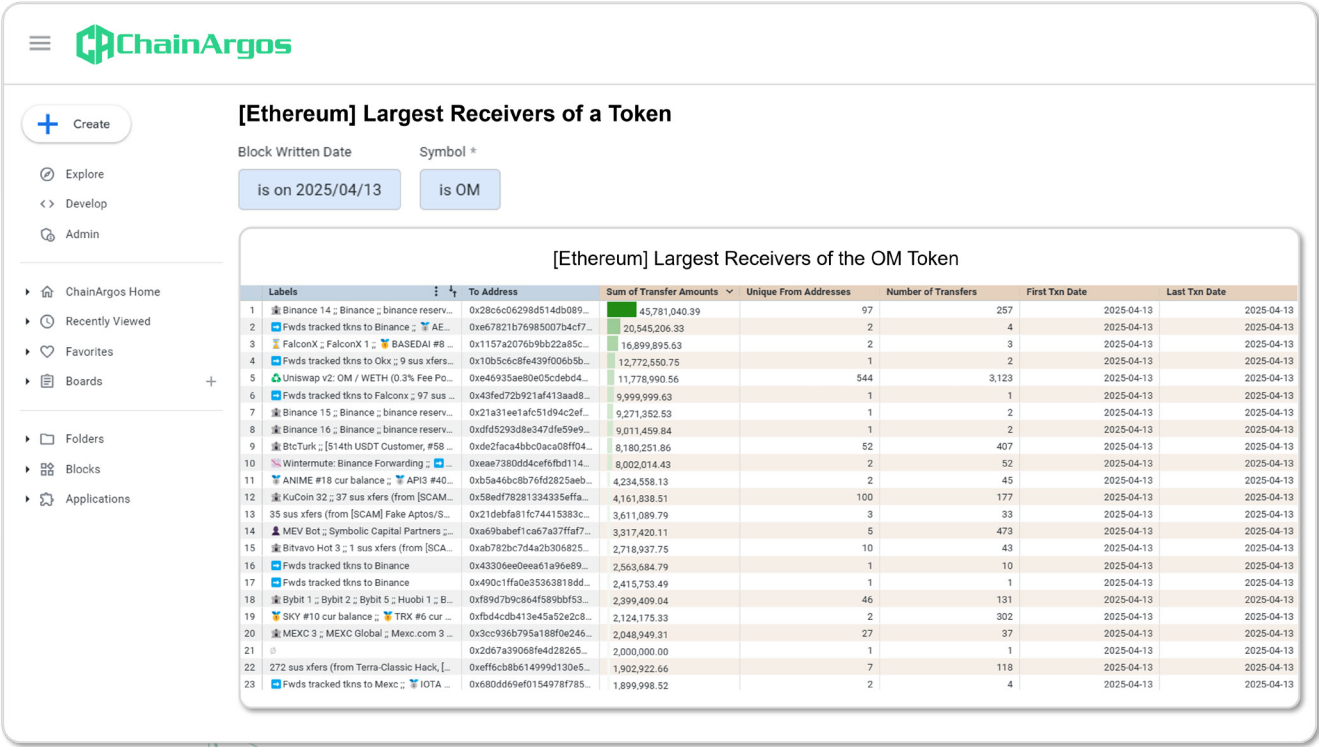 ChainArgos
Create
Explore
Develop
Admin
ChainArgos Home
Recently Viewed
Favorites
Boards
Folders
Blocks
Applications
[Ethereum] Largest Receivers of a Token
Block Written Date Symbol *
is on 2025/04/13 is OM
[Ethereum] Largest Receivers of the OM Token
Labels To Address Sum of Transfer Amounts Unique From Addresses Number of Transfers First Txn Date Last Txn Date
1 Binance 14 ;; Binance ;; binance reserv... 0x28c6c06298d514db089... 45,781,040.39 97 257 2025-04-13 2025-04-13
2 Fwds tracked tkns to Binance ;; AE... 0xe67821b76985007b4cf7... 20,545,206.33 2 4 2025-04-13 2025-04-13
3 FalconX ;; FalconX 1 ;; BASEDAI #8 ... 0x1157a2076b9bb22a85c... 16,899,895.63 2 3 2025-04-13 2025-04-13
4 Fwds tracked tkns to Okx ;; 9 sus xfers... 0x10b5c6c8fe439f006b5b... 12,772,550.75 1 2 2025-04-13 2025-04-13
5 Uniswap v2: OM / WETH (0.3% Fee Po... 0xe46935ae80e05cdebd4... 11,778,990.56 544 3,123 2025-04-13 2025-04-13
6 Fwds tracked tkns to Falconx ;; 97 sus ... 0x43fed72b921af413aad8... 9,999,999.63 1 1 2025-04-13 2025-04-13
7 Binance 15 ;; Binance ;; binance reserv... 0x21a31ee1afc51d94c2ef... 9,271,352.53 1 2 2025-04-13 2025-04-13
8 Binance 16 ;; Binance ;; binance reserv... 0xdfd5293d8e347dfe59e9... 9,011,459.84 1 2 2025-04-13 2025-04-13
9 BtcTurk ;; [514th USDT Customer, #58 ... 0xde2faca4bbc0aca08ff04... 8,180,251.86 52 407 2025-04-13 2025-04-13
10 Wintermute: Binance Forwarding ;; ... 0xeae7380dd4cef6fbd114... 8,002,014.43 2 52 2025-04-13 2025-04-13
11 ANIME #18 cur balance ;; API3 #40... 0xb5a46bc8b76fd2825aeb... 4,234,558.13 2 45 2025-04-13 2025-04-13
12 KuCoin 32 ;; 37 sus xfers (from [SCAM... 0x58edf78281334335effa... 4,161,838.51 100 177 2025-04-13 2025-04-13
13 35 sus xfers (from [SCAM] Fake Aptos/S... 0x21debfa81fc74415383c... 3,611,089.79 3 33 2025-04-13 2025-04-13
14 MEV Bot ;; Symbolic Capital Partners ;;... 0xa69babef1ca67a37ffaf7... 3,317,420.11 5 473 2025-04-13 2025-04-13
15 Bitvavo Hot 3 ;; 1 sus xfers (from [SCA... 0xab782bc7d4a2b306825... 2,718,937.75 10 43 2025-04-13 2025-04-13
16 Fwds tracked tkns to Binance 0x43306ee0eea61a96e89... 2,563,684.79 1 10 2025-04-13 2025-04-13
17 Fwds tracked tkns to Binance 0x490c1ffa0e35363818dd... 2,415,753.49 1 1 2025-04-13 2025-04-13
18 Bybit 1 ;; Bybit 2 ;; Bybit 5 ;; Huobi 1 ;; B... 0xf89d7b9c864f589bbf53... 2,399,409.04 46 131 2025-04-13 2025-04-13
19 SKY #10 cur balance ;; TRX #6 cur ... 0xfbd4cdb413e45a52e2c8... 2,124,175.33 2 302 2025-04-13 2025-04-13
20 MEXC 3 ;; MEXC Global ;; Mexc.com 3 ... 0x3cc936b795a188f0e246... 2,048,949.31 27 37 2025-04-13 2025-04-13
21 ∅ 0x2d67a39068fe4d28265... 2,000,000.00 1 1 2025-04-13 2025-04-13
22 272 sus xfers (from Terra-Classic Hack, [... 0xeff6cb8b614999d130e5... 1,902,922.66 7 118 2025-04-13 2025-04-13
23 Fwds tracked tkns to Mexc ;; IOTA ... 0x680dd69ef0154978f785... 1,899,998.52 2 4 2025-04-13 2025-04-13